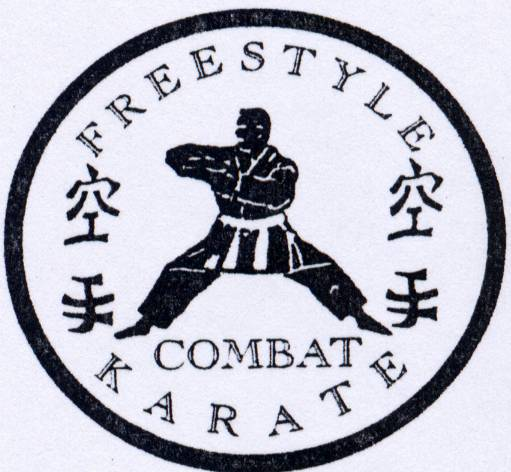 FREESTYLE
空手
空手
COMBAT
KARATE